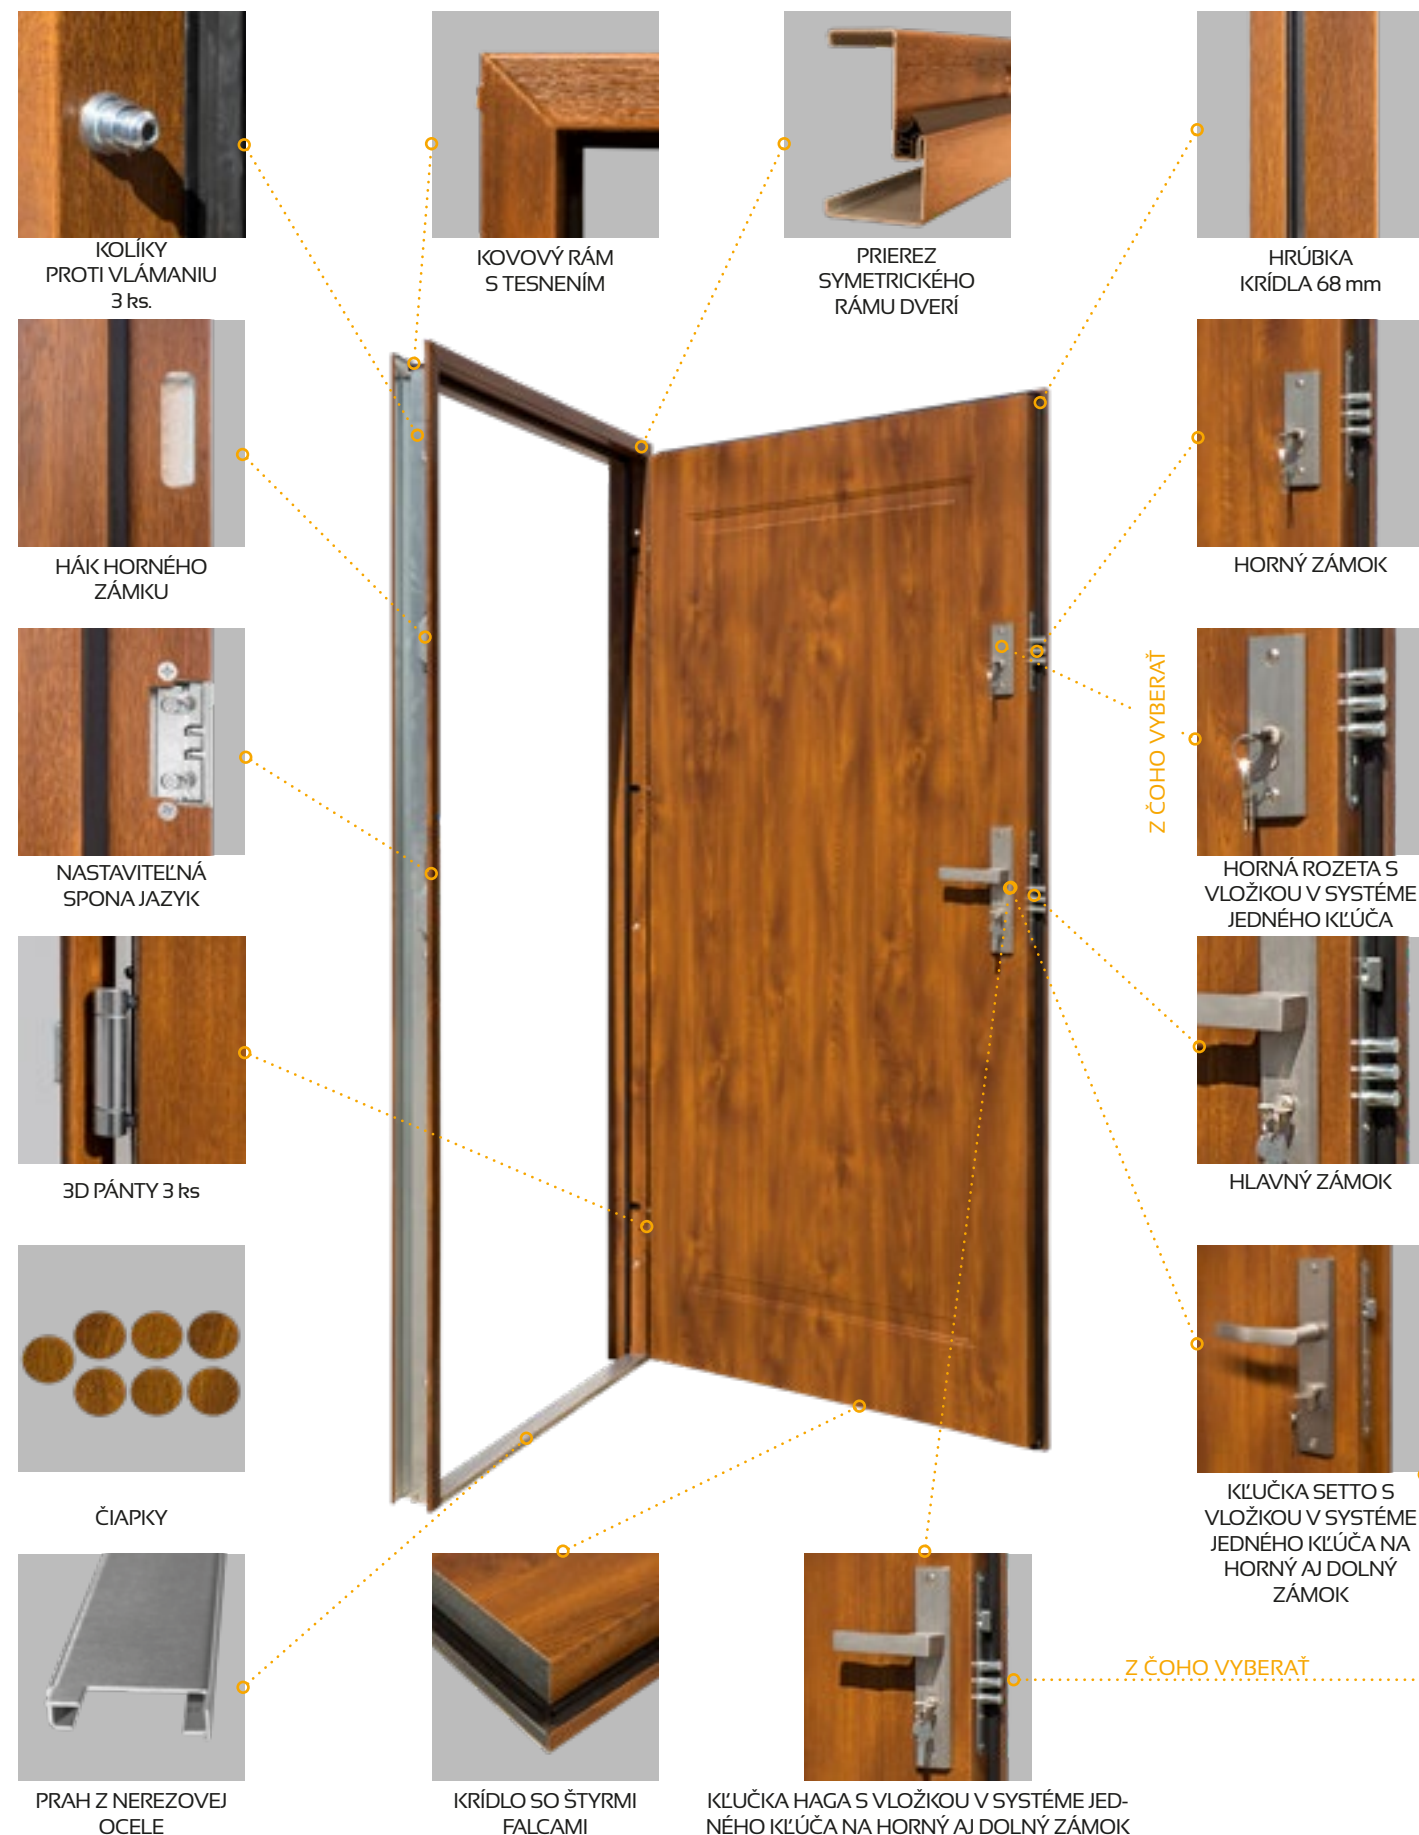 KOLÍKY
PROTI VLÁMANIU
3 ks.
KOVOVÝ RÁM
S TESNENÍM
PRIEREZ
SYMETRICKÉHO
RÁMU DVERÍ
HRÚBKA
KRÍDLA 68 mm
HÁK HORNÉHO
ZÁMKU
HORNÝ ZÁMOK
NASTAVITEĽNÁ
SPONA JAZYK
Z ČOHO VYBERAŤ
HORNÁ ROZETA S
VLOŽKOU V SYSTÉME
JEDNÉHO KĽÚČA
3D PÁNTY 3 ks
HLAVNÝ ZÁMOK
ČIAPKY
KĽUČKA SETTO S
VLOŽKOU V SYSTÉME
JEDNÉHO KĽÚČA NA
HORNÝ AJ DOLNÝ
ZÁMOK
Z ČOHO VYBERAŤ
PRAH Z NEREZOVEJ
OCELE
KRÍDLO SO ŠTYRMI
FALCAMI
KĽUČKA HAGA S VLOŽKOU V SYSTÉME JED-
NÉHO KĽÚČA NA HORNÝ AJ DOLNÝ ZÁMOK